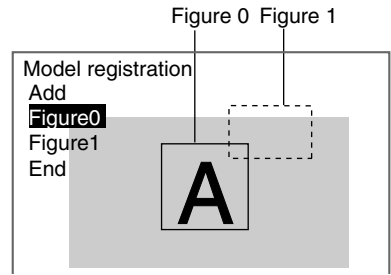 Figure 0 Figure 1
Model registration
Add
Figure0
Figure1
End
A